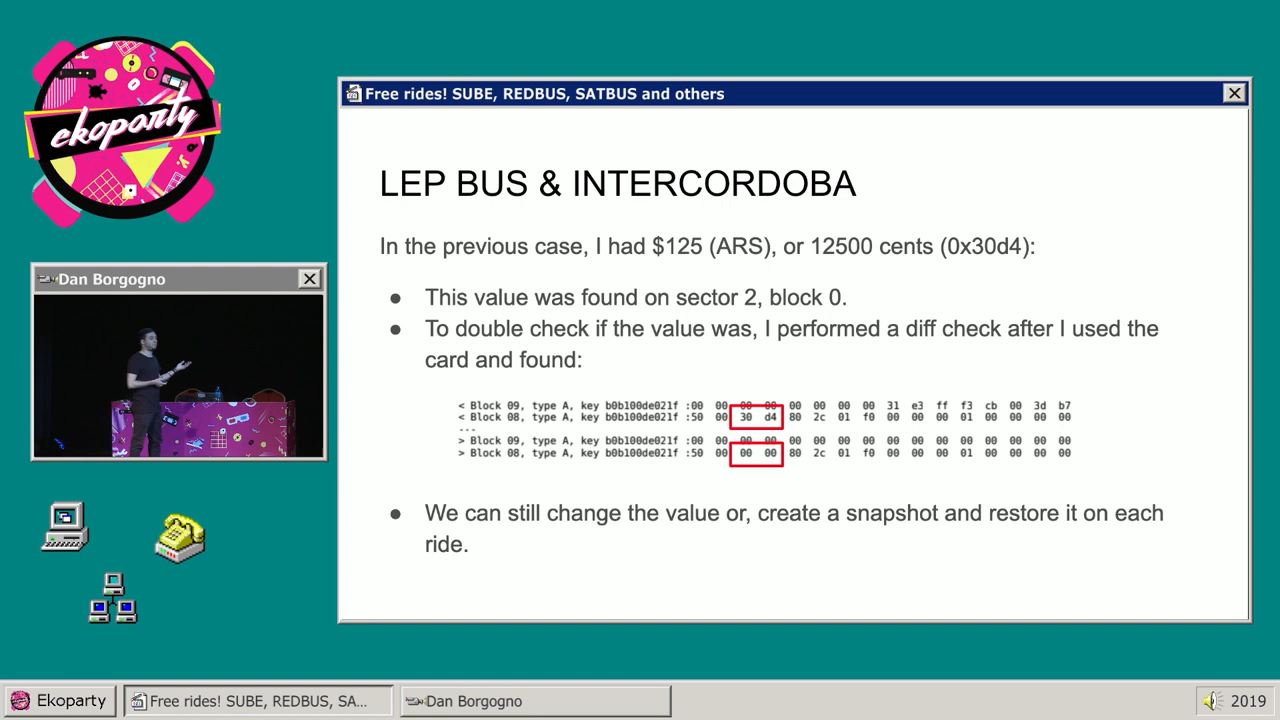 ekoparty
Dan Borgogno
Free rides! SUBE, REDBUS, SATBUS and others
LEP BUS & INTERCORDOBA
In the previous case, I had $125 (ARS), or 12500 cents (0x30d4):
● This value was found on sector 2, block 0.
● To double check if the value was, I performed a diff check after I used the
card and found:
< Block 09, type A, key b0b100de021f :00 00 00 00 00 00 00 00 31 e3 ff f3 cb 00 3d b7
< Block 08, type A, key b0b100de021f :50 00 30 d4 80 2c 01 f0 00 00 00 01 00 00 00 00
---
> Block 09, type A, key b0b100de021f :00 00 00 00 00 00 00 00 00 00 00 00 00 00 00 00
> Block 08, type A, key b0b100de021f :50 00 00 00 80 2c 01 f0 00 00 00 01 00 00 00 00
● We can still change the value or, create a snapshot and restore it on each
ride.
Ekoparty
Free rides! SUBE, REDBUS, SA...
Dan Borgogno
2019